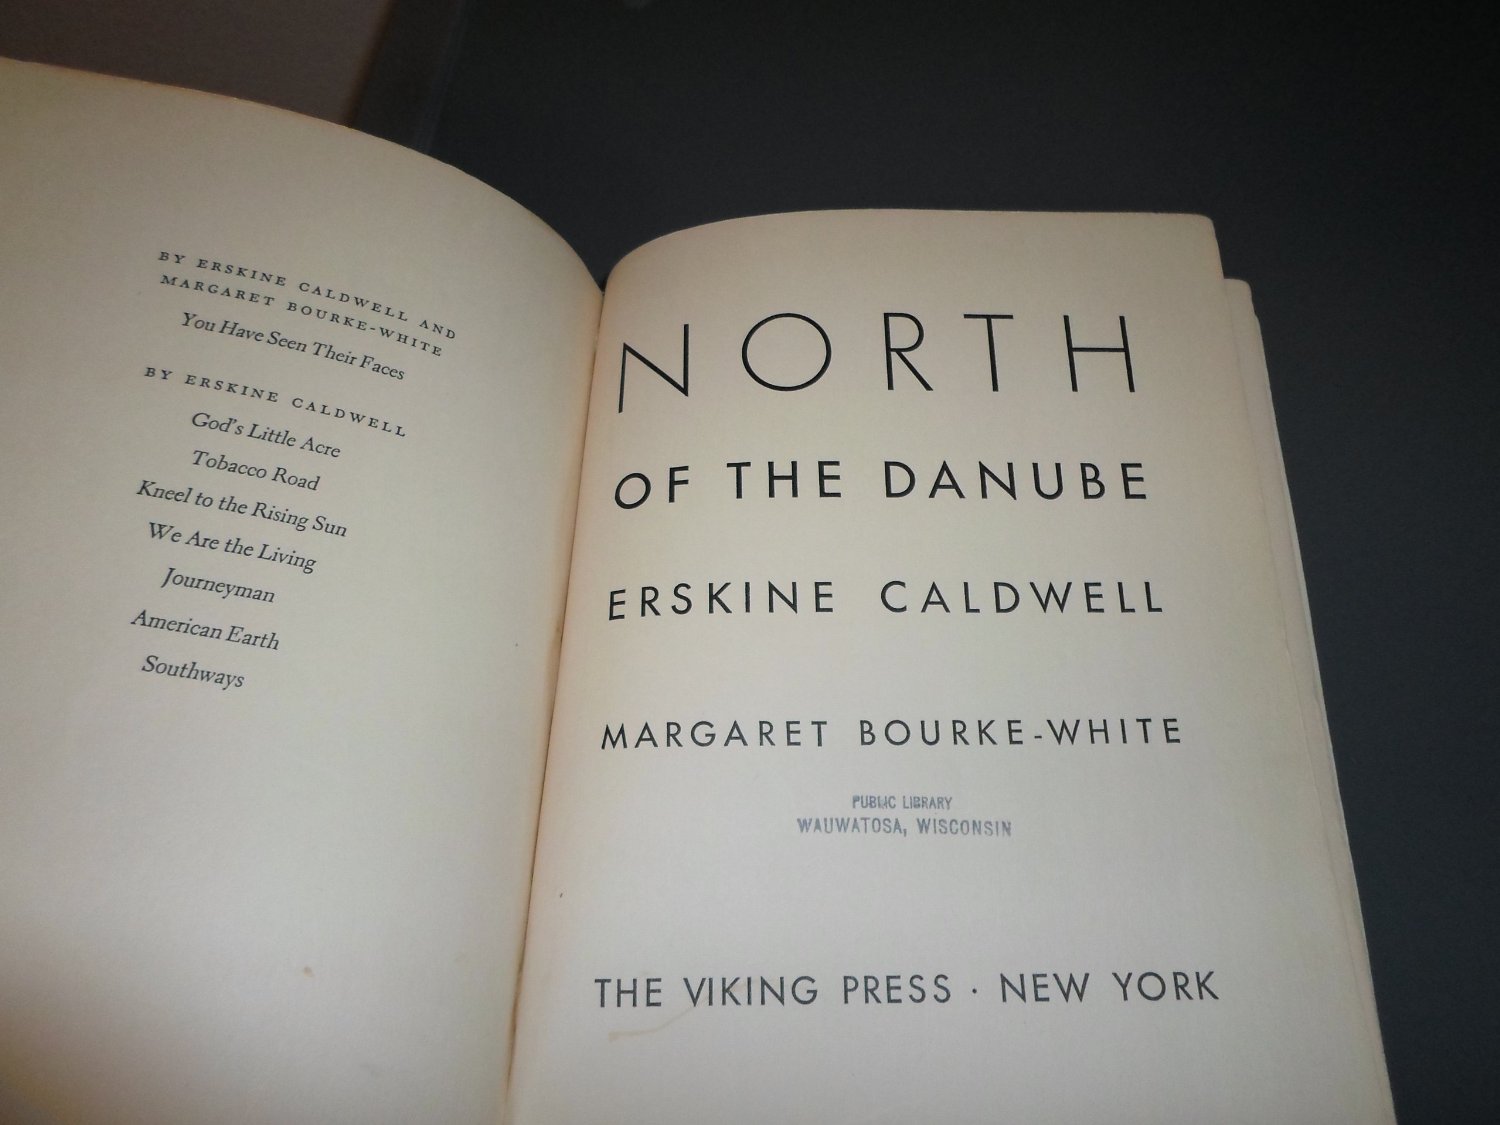 BY ERSKINE CALDWELL AND
MARGARET BOURKE-WHITE
You Have Seen Their Faces
BY ERSKINE CALDWELL
God's Little Acre
Tobacco Road
Kneel to the Rising Sun
We Are the Living
Journeyman
American Earth
Southways
NORTH
OF THE DANUBE
ERSKINE CALDWELL
MARGARET BOURKE-WHITE
PUBLIC LIBRARY
WAUWATOSA, WISCONSIN
THE VIKING PRESS · NEW YORK